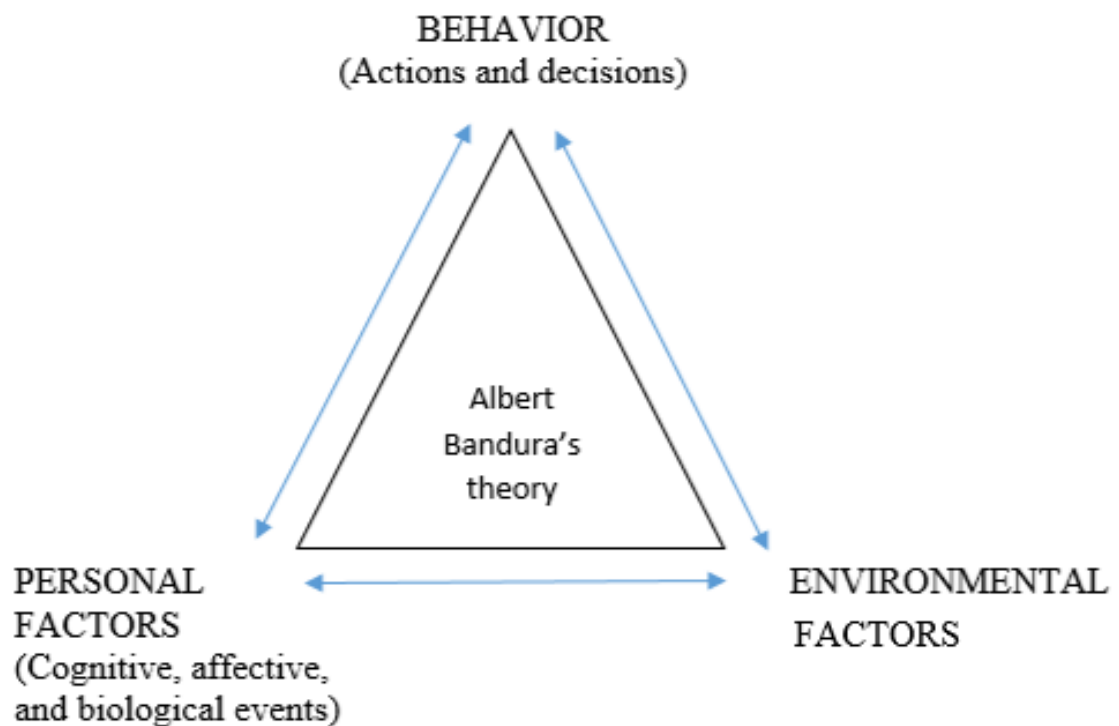 BEHAVIOR
(Actions and decisions)
Albert
Bandura’s
theory
PERSONAL
FACTORS
(Cognitive, affective,
and biological events)
ENVIRONMENTAL
FACTORS